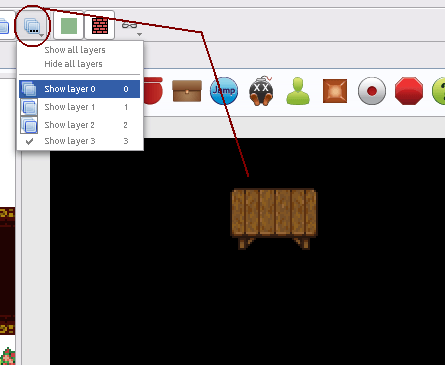 Show all layers
Hide all layers
Show layer 0 0
Show layer 1 1
Show layer 2 2
Show layer 3 3
Jump
XX
?